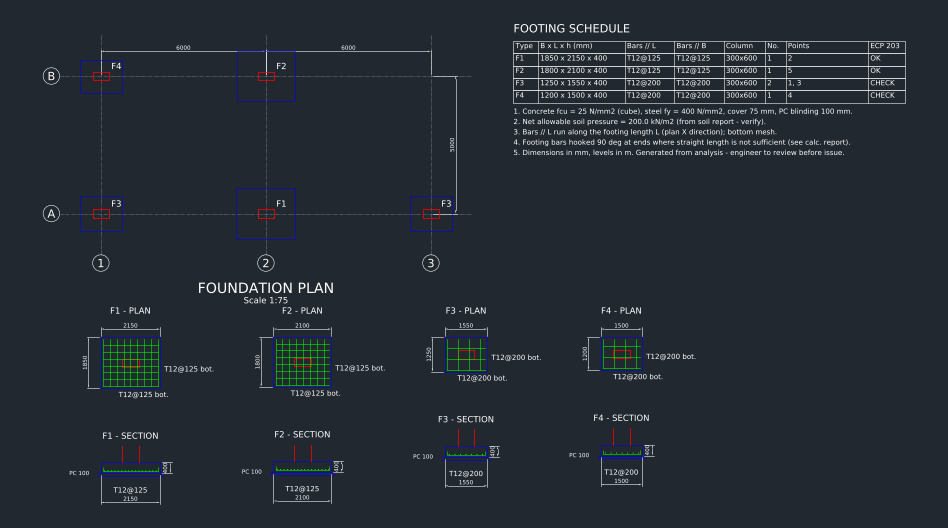 FOOTING SCHEDULE
Type B x L x h (mm) Bars // L Bars // B Column No. Points ECP 203
F1 1850 x 2150 x 400 T12@125 T12@125 300x600 1 2 OK
F2 1800 x 2100 x 400 T12@125 T12@125 300x600 1 5 OK
F3 1250 x 1550 x 400 T12@200 T12@200 300x600 2 1, 3 CHECK
F4 1200 x 1500 x 400 T12@200 T12@200 300x600 1 4 CHECK
1. Concrete fcu = 25 N/mm2 (cube), steel fy = 400 N/mm2, cover 75 mm, PC blinding 100 mm.
2. Net allowable soil pressure = 200.0 kN/m2 (from soil report - verify).
3. Bars // L run along the footing length L (plan X direction); bottom mesh.
4. Footing bars hooked 90 deg at ends where straight length is not sufficient (see calc. report).
5. Dimensions in mm, levels in m. Generated from analysis - engineer to review before issue.
6000 6000
F4 F2
B
5000
F3 F1 F3
A
1 2 3
FOUNDATION PLAN
Scale 1:75
F1 - PLAN F2 - PLAN F3 - PLAN F4 - PLAN
2150 2100 1550 1500
1850 1800 1250 1200
T12@125 bot. T12@125 bot. T12@200 bot. T12@200 bot.
T12@125 bot. T12@125 bot. T12@200 bot. T12@200 bot.
F1 - SECTION F2 - SECTION F3 - SECTION F4 - SECTION
PC 100 400 PC 100 400 PC 100 400 PC 100 400
T12@125 T12@125 T12@200 T12@200
2150 2100 1550 1500